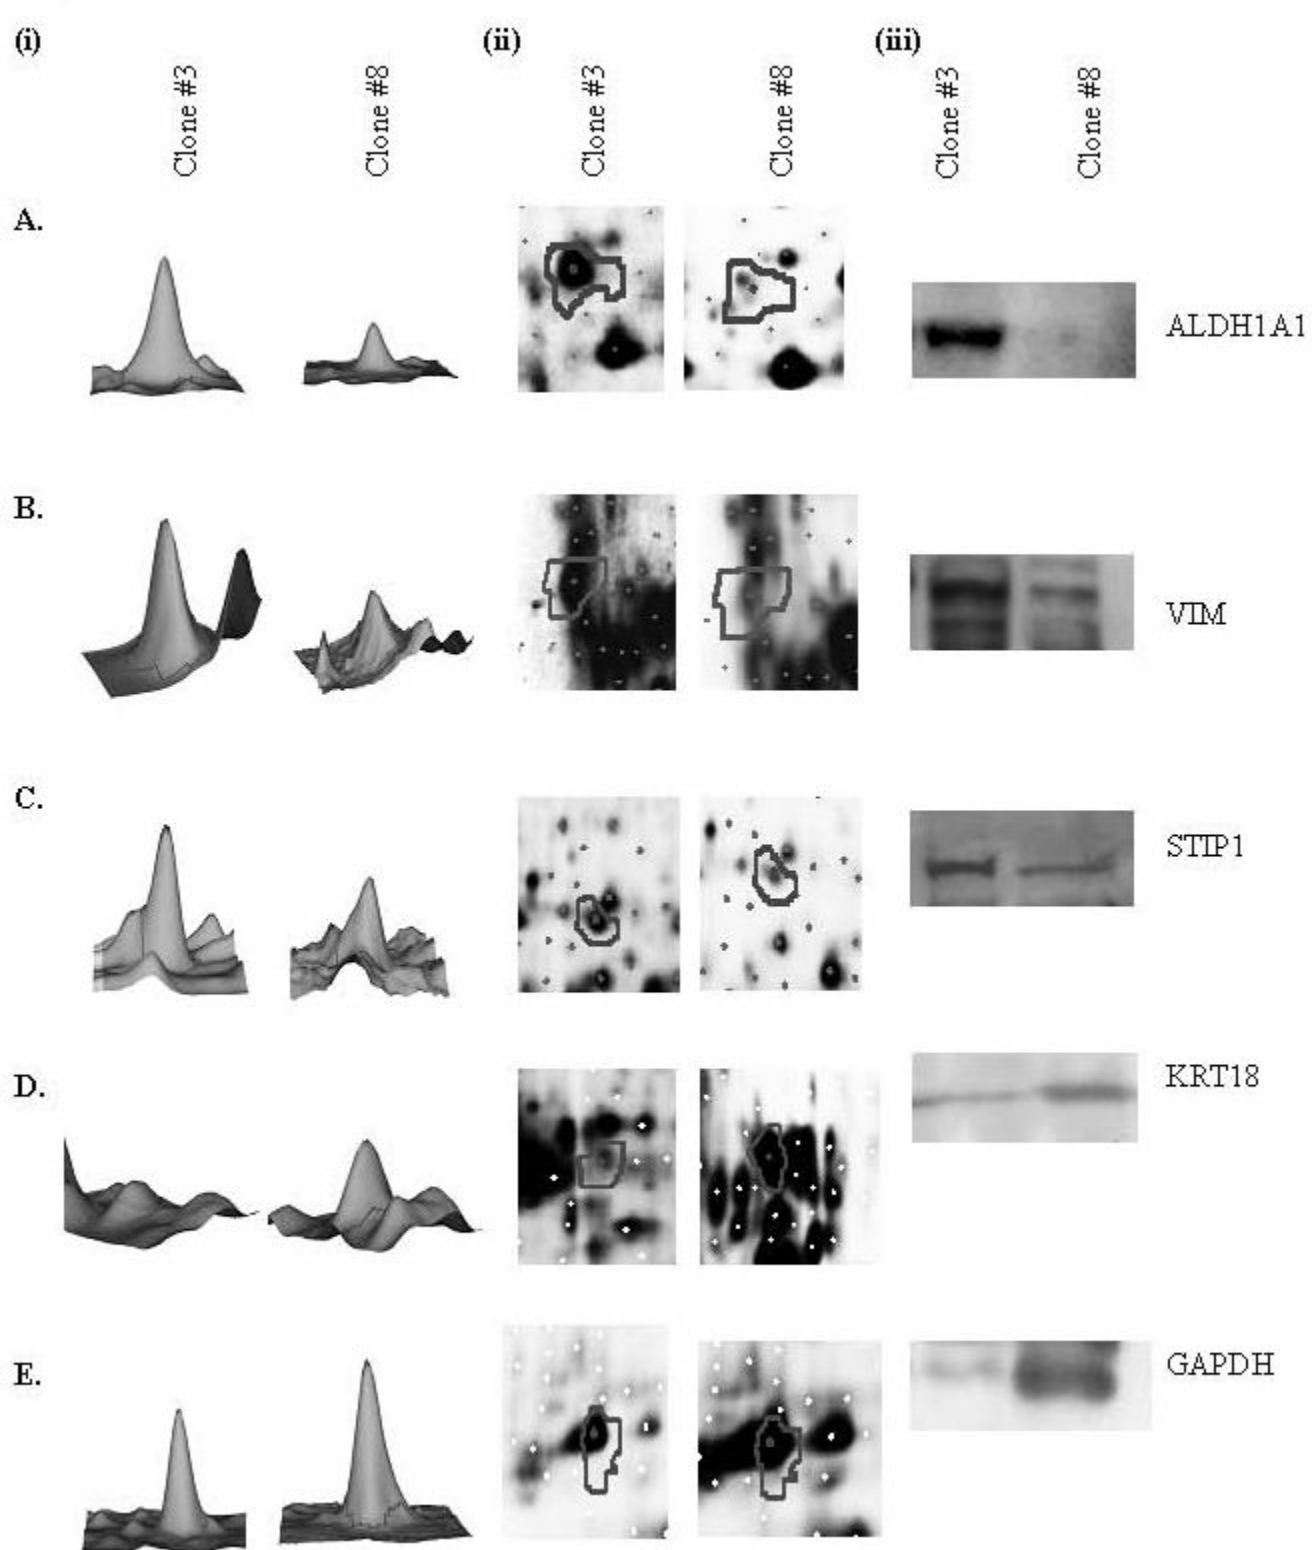 (i) (ii) (iii)
Clone #3 Clone #8 Clone #3 Clone #8 Clone #3 Clone #8
A.
ALDH1A1
B.
VIM
C.
STIP1
D.
KRT18
E.
GAPDH